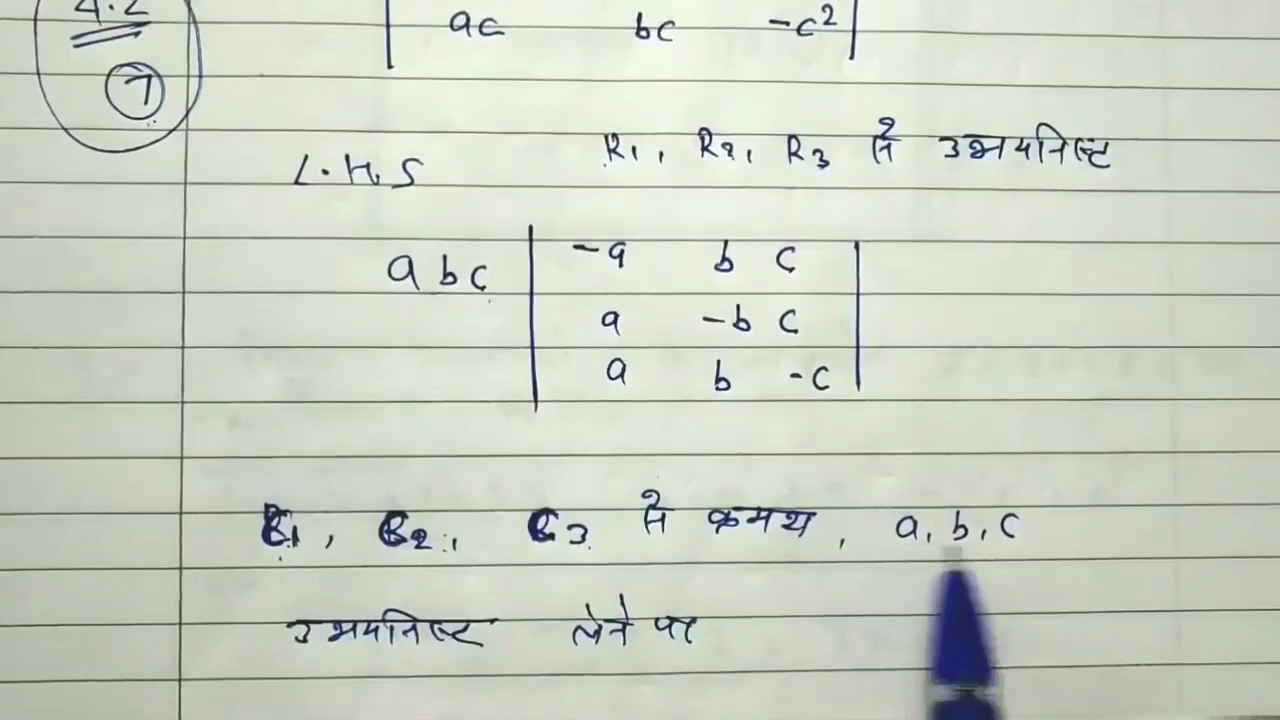 4.2
ac bc -c²
7
R1, R2, R3 से उभयनिष्ट
L.H.S
abc | -a b c |
| a -b c |
| a b -c |
C1, C2, C3 से क्रमश, a, b, c
उभयनिष्ट लेने पर